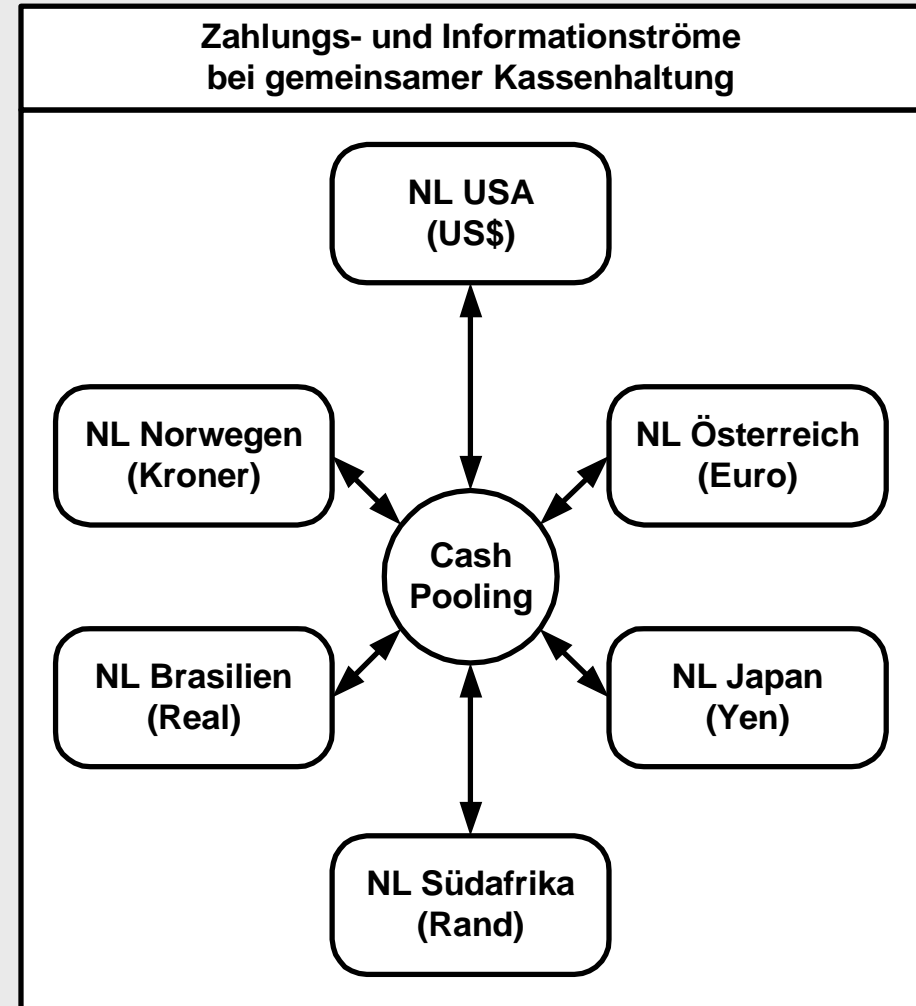 Zahlungs- und Informationströme
bei gemeinsamer Kassenhaltung
NL USA
(US$)
NL Norwegen
(Kroner)
NL Österreich
(Euro)
Cash
Pooling
NL Brasilien
(Real)
NL Japan
(Yen)
NL Südafrika
(Rand)